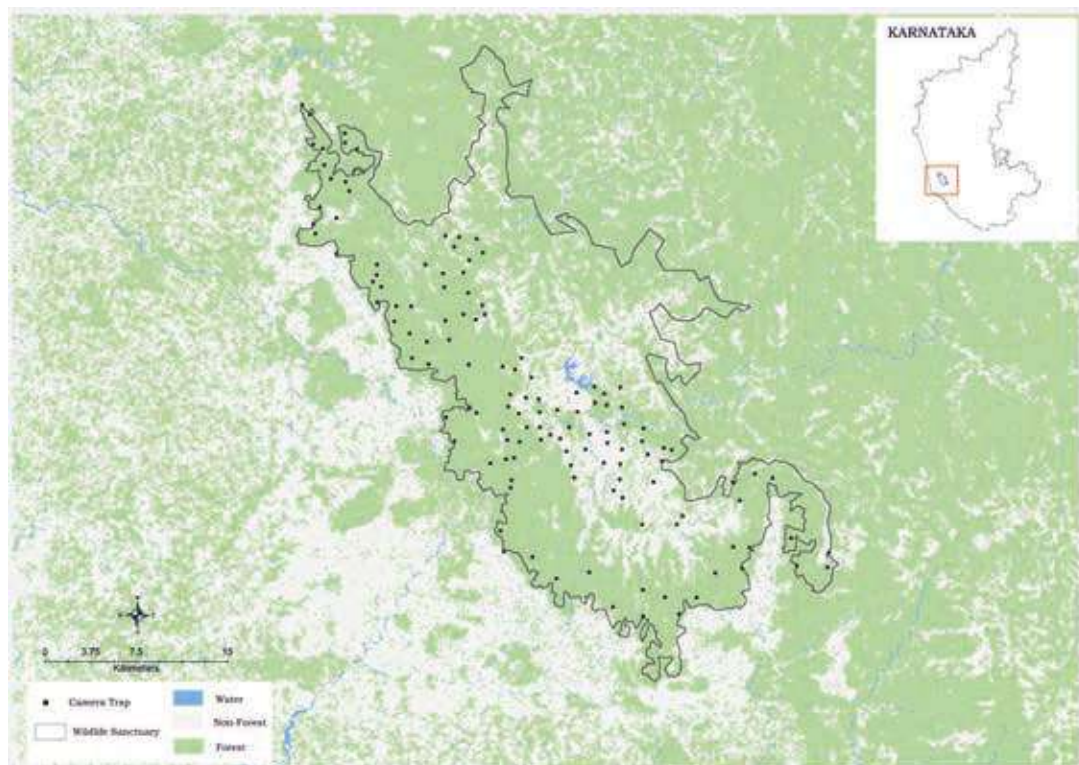 KARNATAKA
0 3.75 7.5 15
Kilometers
Camera Trap
Wildlife Sanctuary
Water
Non-Forest
Forest